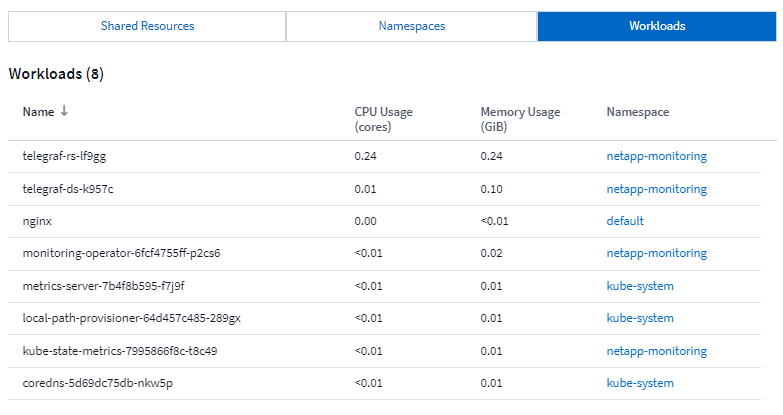 Shared Resources Namespaces Workloads
Workloads (8)
Name ↓ CPU Usage (cores) Memory Usage (GiB) Namespace
telegraf-rs-lf9gg 0.24 0.24 netapp-monitoring
telegraf-ds-k957c 0.01 0.10 netapp-monitoring
nginx 0.00 <0.01 default
monitoring-operator-6fcf4755ff-p2cs6 <0.01 0.02 netapp-monitoring
metrics-server-7b4f8b595-f7j9f <0.01 0.01 kube-system
local-path-provisioner-64d457c485-289gx <0.01 0.01 kube-system
kube-state-metrics-7995866f8c-t8c49 <0.01 0.01 netapp-monitoring
coredns-5d69dc75db-nkw5p <0.01 0.01 kube-system